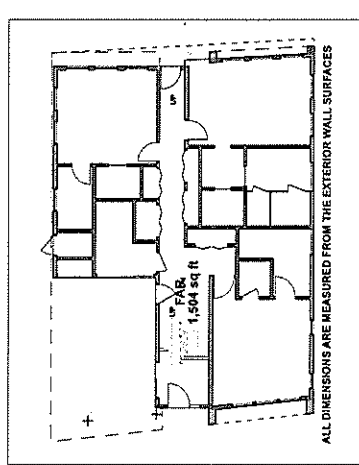 UP
UP
FAR
1,504 sq ft
ALL DIMENSIONS ARE MEASURED FROM THE EXTERIOR WALL SURFACES